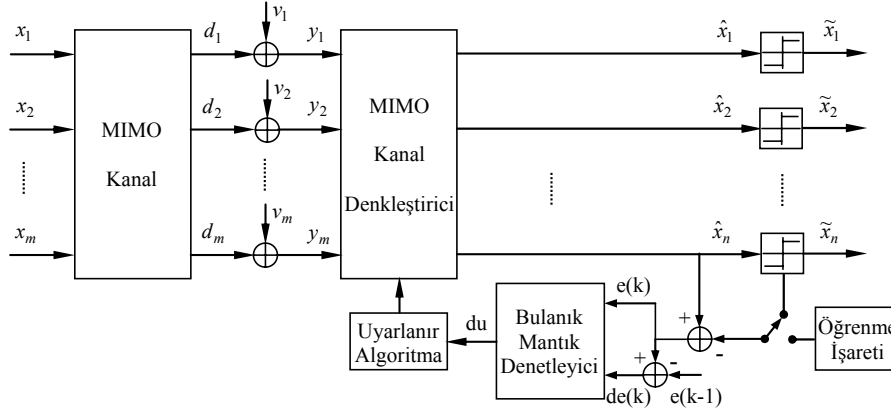 x₁ d₁ v₁ y₁ x̂₁ x̃₁
x₂ d₂ v₂ y₂ x̂₂ x̃₂
MIMO
Kanal
MIMO
Kanal
Denkleştirici
xₘ dₘ vₘ yₘ x̂ₙ x̃ₙ
e(k) +
-
du
Uyarlanır
Algoritma
Bulanık
Mantık
Denetleyici
+ -
de(k) e(k-1)
Öğrenme
İşareti